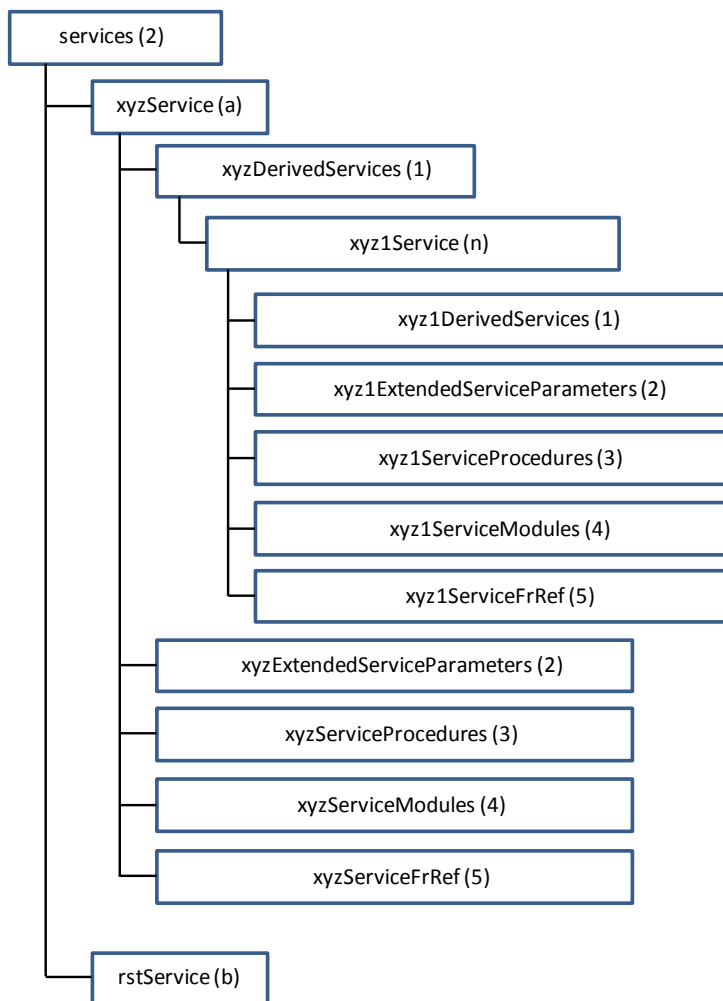 services (2)
xyzService (a)
xyzDerivedServices (1)
xyz1Service (n)
xyz1DerivedServices (1)
xyz1ExtendedServiceParameters (2)
xyz1ServiceProcedures (3)
xyz1ServiceModules (4)
xyz1ServiceFrRef (5)
xyzExtendedServiceParameters (2)
xyzServiceProcedures (3)
xyzServiceModules (4)
xyzServiceFrRef (5)
rstService (b)